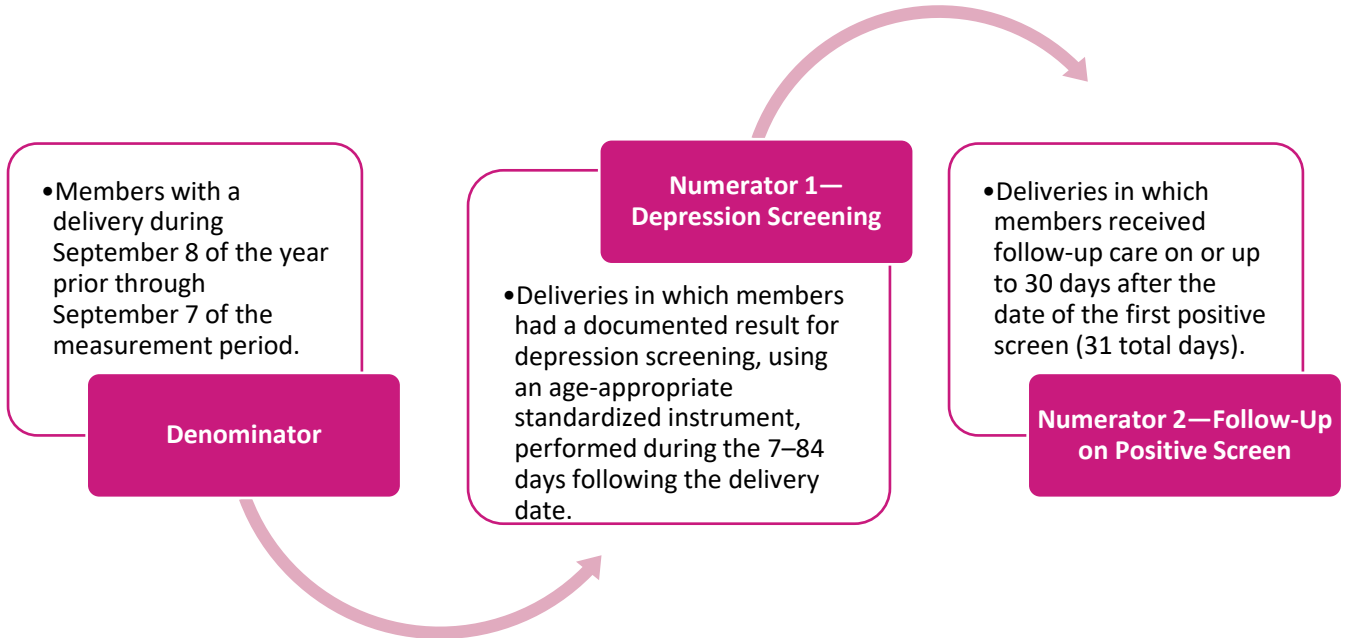 •Members with a
delivery during
September 8 of the year
prior through
September 7 of the
measurement period.
Denominator
Numerator 1—
Depression Screening
•Deliveries in which members
had a documented result for
depression screening, using
an age-appropriate
standardized instrument,
performed during the 7–84
days following the delivery
date.
•Deliveries in which
members received
follow-up care on or up
to 30 days after the
date of the first positive
screen (31 total days).
Numerator 2—Follow-Up
on Positive Screen